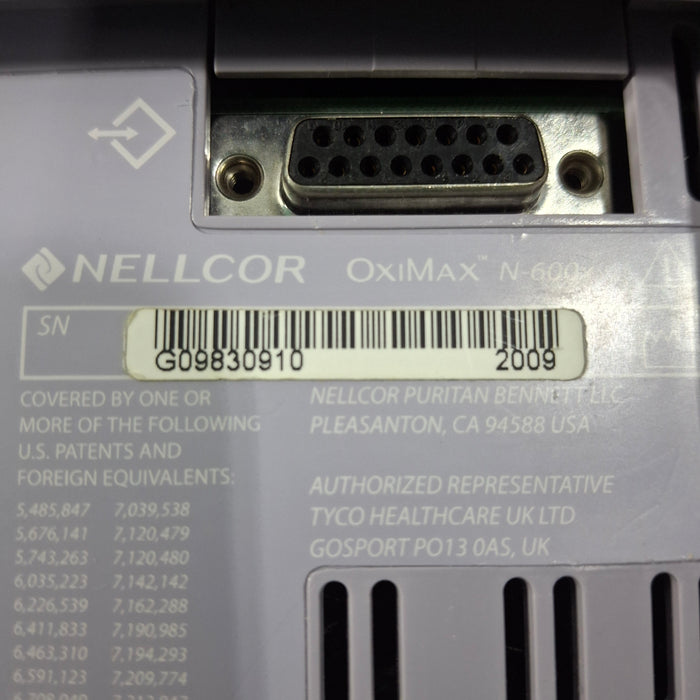 NELLCOR OXIMAX™ N-600x
SN
G09830910 2009
COVERED BY ONE OR
MORE OF THE FOLLOWING
U.S. PATENTS AND
FOREIGN EQUIVALENTS:
5,485,847 7,039,538
5,676,141 7,120,479
5,743,263 7,120,480
6,035,223 7,142,142
6,226,539 7,162,288
6,411,833 7,190,985
6,463,310 7,194,293
6,591,123 7,209,774
NELLCOR PURITAN BENNETT LLC
PLEASANTON, CA 94588 USA
AUTHORIZED REPRESENTATIVE
TYCO HEALTHCARE UK LTD
GOSPORT PO13 0AS, UK